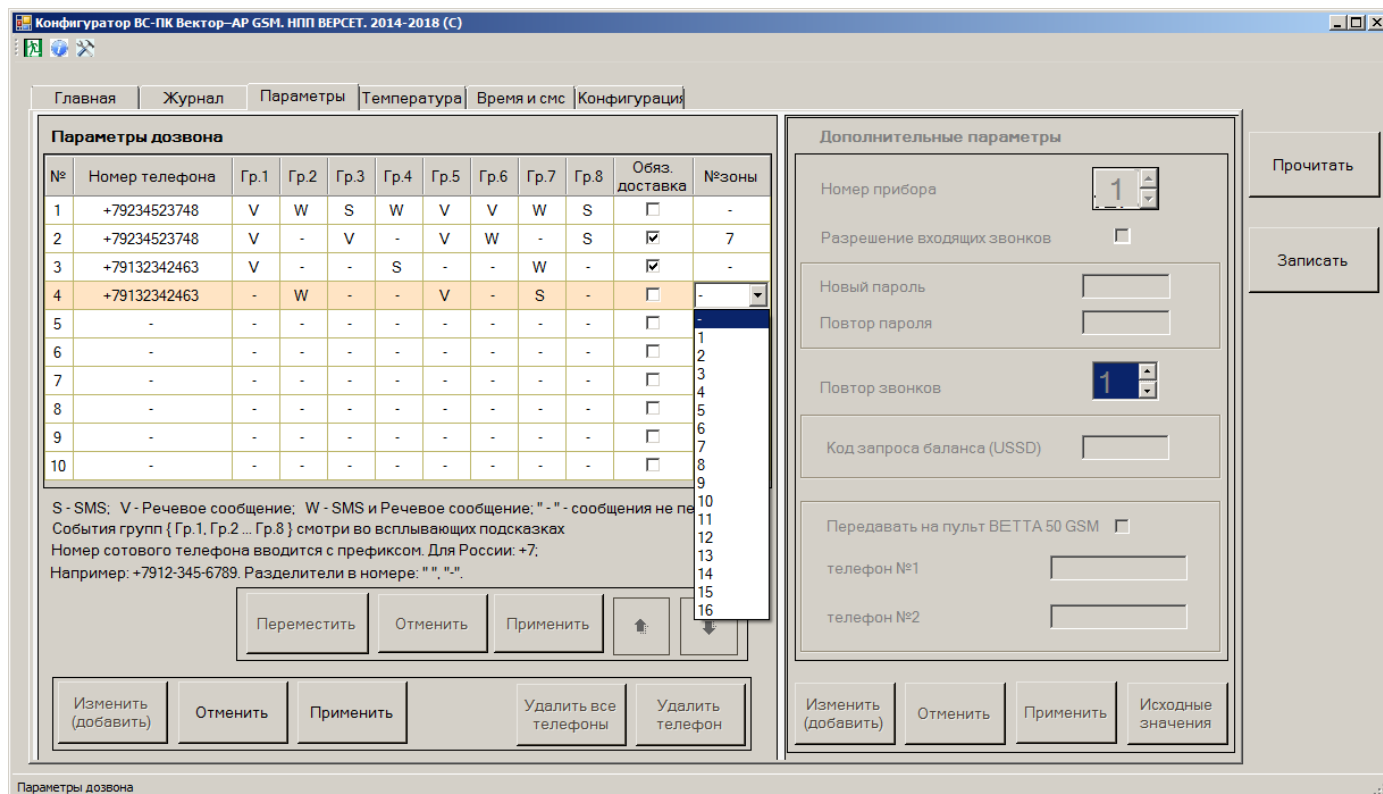 Конфигуратор ВС-ПК Вектор–АР GSM. НПП ВЕРСЕТ. 2014-2018 (C)
Главная Журнал Параметры Температура Время и смс Конфигурация
Параметры дозвона
№ Номер телефона Гр.1 Гр.2 Гр.3 Гр.4 Гр.5 Гр.6 Гр.7 Гр.8 Обяз. доставка №зоны
1 +79234523748 V W S W V V W S -
2 +79234523748 V - V - V W - S 7
3 +79132342463 V - - S - - W - -
4 +79132342463 - W - - V - S - -
5 - - - - - - - - -
6 - - - - - - - - -
7 - - - - - - - - -
8 - - - - - - - - -
9 - - - - - - - - -
10 - - - - - - - - -
-
1
2
3
4
5
6
7
8
9
10
11
12
13
14
15
16
S - SMS; V - Речевое сообщение; W - SMS и Речевое сообщение; " - " - сообщения не пе
События групп { Гр.1, Гр.2 ... Гр.8 } смотри во всплывающих подсказках
Номер сотового телефона вводится с префиксом. Для России: +7;
Например: +7912-345-6789. Разделители в номере: " ", "-".
Переместить Отменить Применить
Изменить (добавить) Отменить Применить Удалить все телефоны Удалить телефон
Дополнительные параметры
Номер прибора 1
Разрешение входящих звонков
Новый пароль
Повтор пароля
Повтор звонков 1
Код запроса баланса (USSD)
Передавать на пульт BETTA 50 GSM
телефон №1
телефон №2
Изменить (добавить) Отменить Применить Исходные значения
Прочитать
Записать
Параметры дозвона